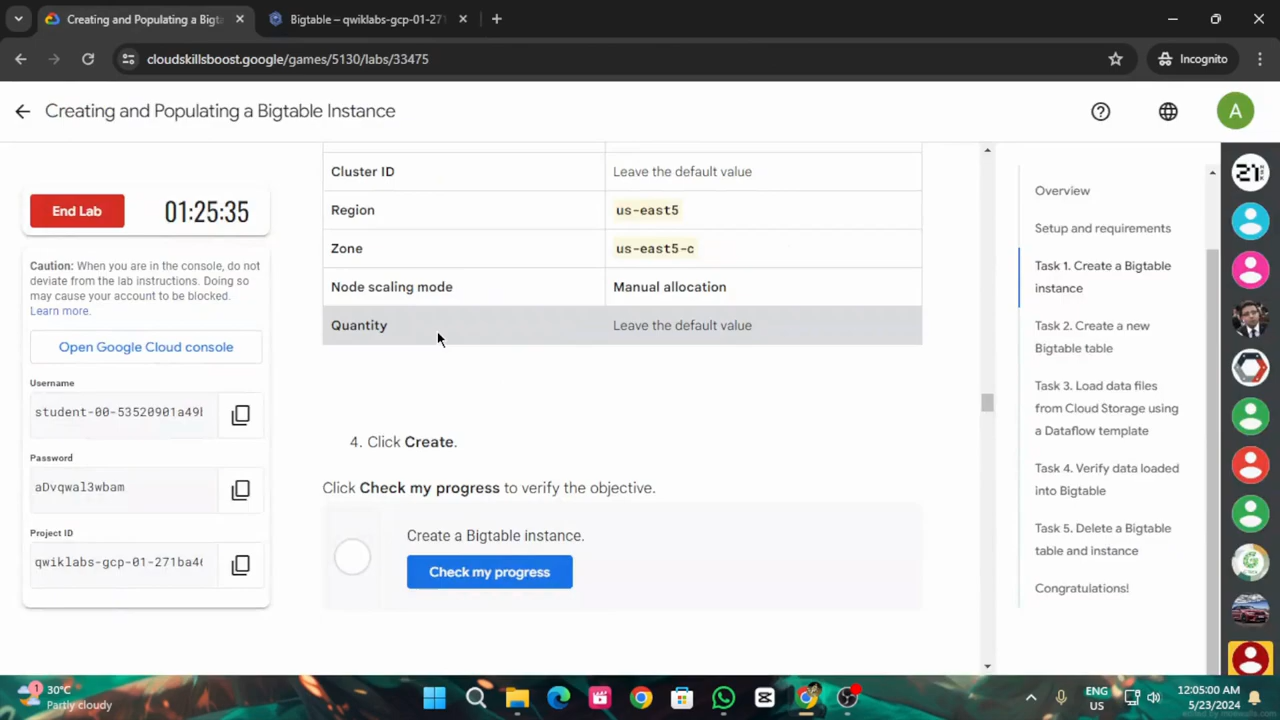 Creating and Populating a Bigta
Bigtable – qwiklabs-gcp-01-271
cloudskillsboost.google/games/5130/labs/33475
Incognito
Creating and Populating a Bigtable Instance
A
End Lab
01:25:35
Caution: When you are in the console, do not
deviate from the lab instructions. Doing so
may cause your account to be blocked.
Learn more.
Open Google Cloud console
Username
student-00-53520901a49
Password
aDvqwal3wbam
Project ID
qwiklabs-gcp-01-271ba4
Cluster ID Leave the default value
Region us-east5
Zone us-east5-c
Node scaling mode Manual allocation
Quantity Leave the default value
4. Click Create.
Click Check my progress to verify the objective.
Create a Bigtable instance.
Check my progress
Overview
Setup and requirements
Task 1. Create a Bigtable
instance
Task 2. Create a new
Bigtable table
Task 3. Load data files
from Cloud Storage using
a Dataflow template
Task 4. Verify data loaded
into Bigtable
Task 5. Delete a Bigtable
table and instance
Congratulations!
21
1
30°C
Partly cloudy
ENG
US
12:05:00 AM
5/23/2024